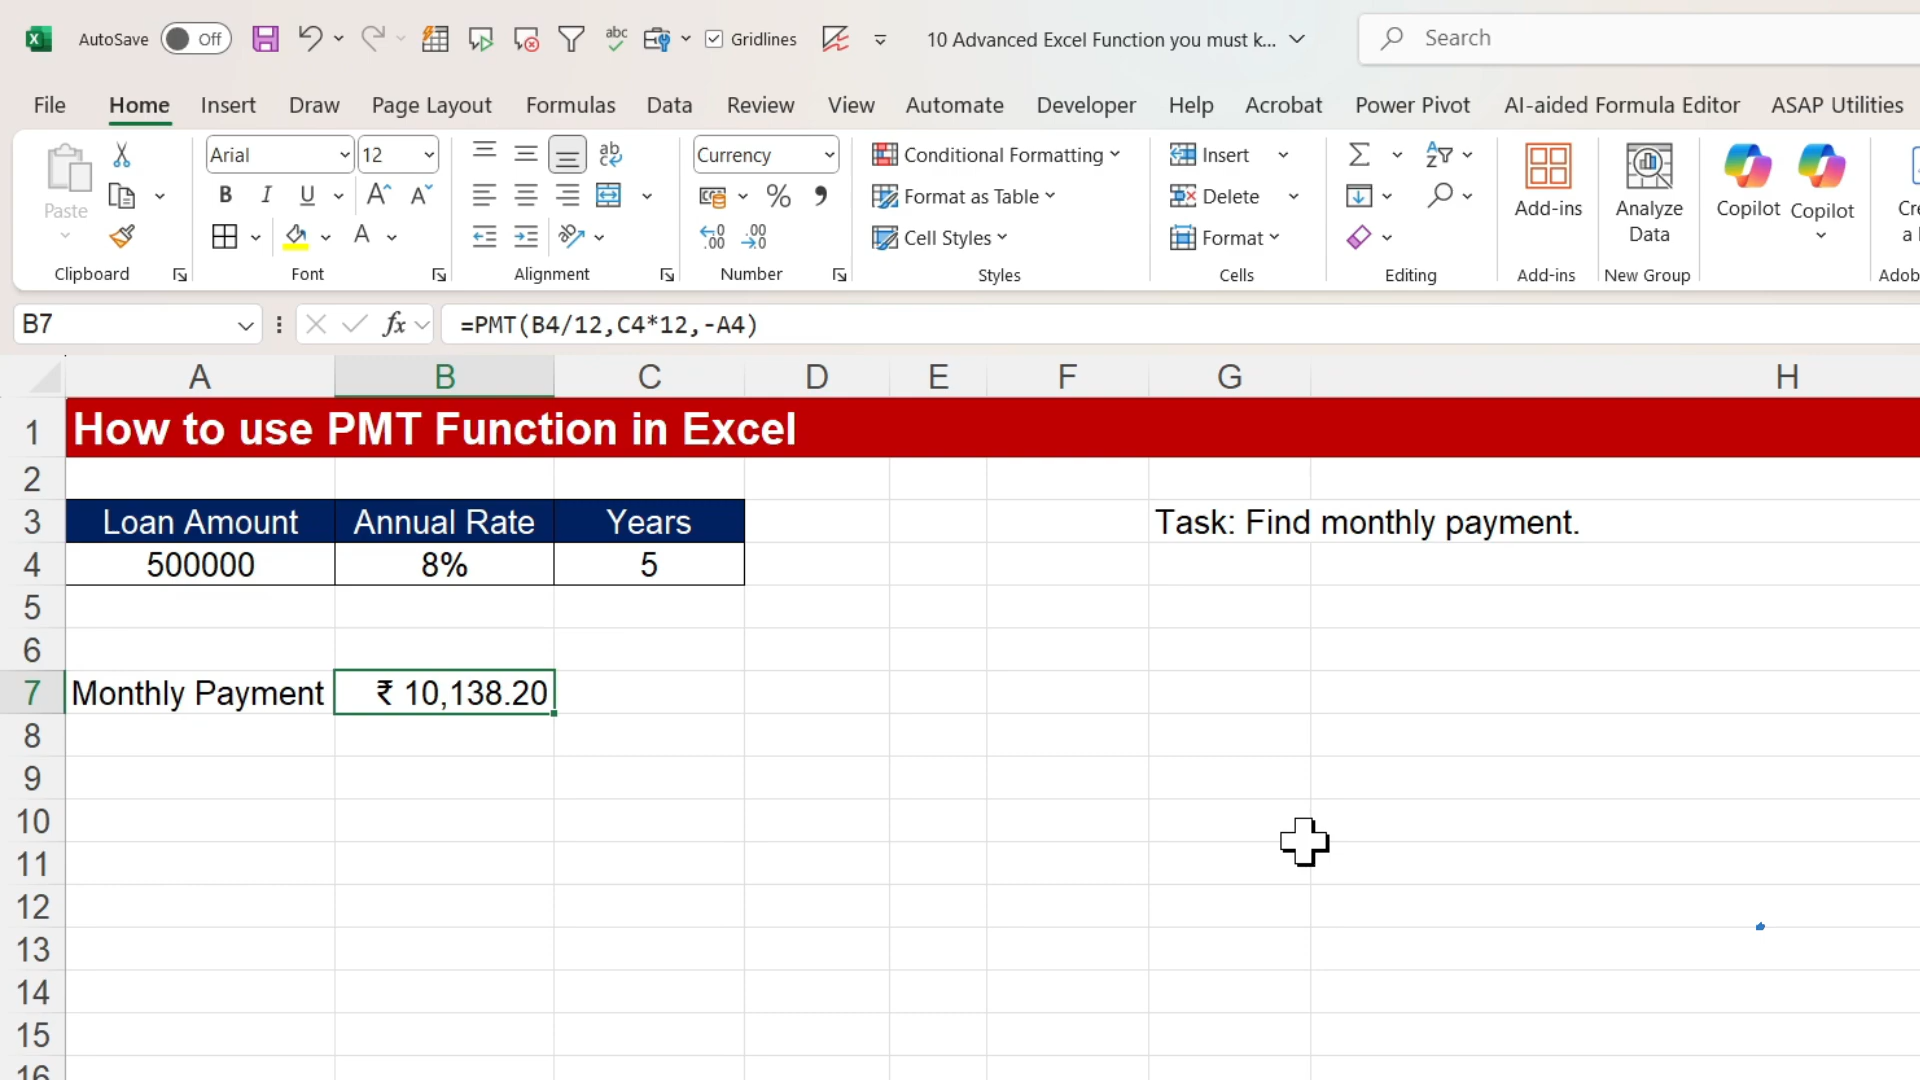 AutoSave Off Gridlines 10 Advanced Excel Function you must k... Search
File Home Insert Draw Page Layout Formulas Data Review View Automate Developer Help Acrobat Power Pivot AI-aided Formula Editor ASAP Utilities
Paste
Clipboard
Arial 12
B I U A A
A
Font
ab
Alignment
Currency
% ,
.00 .00
Number
Conditional Formatting
Format as Table
Cell Styles
Styles
Insert
Delete
Format
Cells
Editing
Add-ins
Add-ins
Analyze
Data
New Group
Copilot Copilot
B7 fx =PMT(B4/12,C4*12,-A4)
A B C D E F G H
1 How to use PMT Function in Excel
2
3 Loan Amount Annual Rate Years Task: Find monthly payment.
4 500000 8% 5
5
6
7 Monthly Payment ₹ 10,138.20
8
9
10
11
12
13
14
15
16